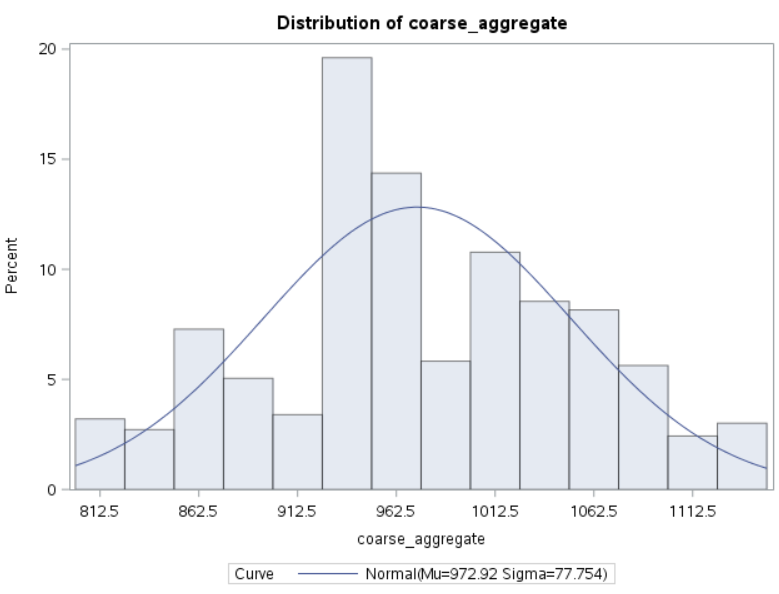 Distribution of coarse_aggregate
20
15
10
5
0
Percent
812.5 862.5 912.5 962.5 1012.5 1062.5 1112.5
coarse_aggregate
Curve Normal(Mu=972.92 Sigma=77.754)